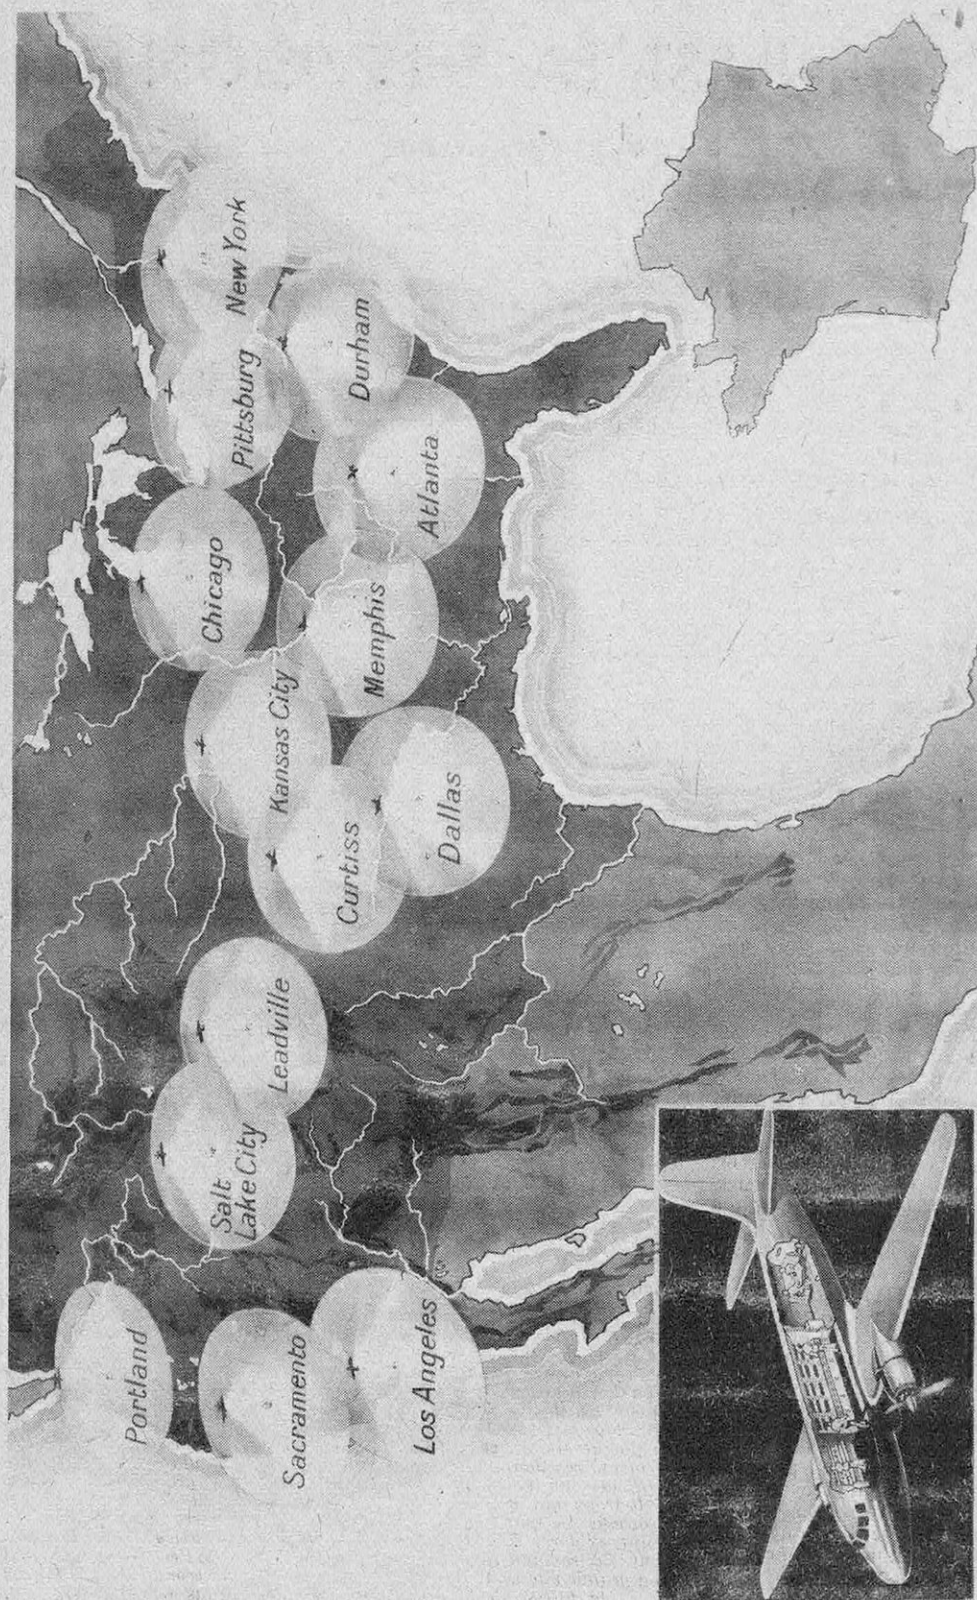 Portland
Sacramento
Los Angeles
Salt
Lake City
Leadville
Curtiss
Dallas
Kansas City
Chicago
Memphis
Atlanta
Pittsburg
Durham
New York